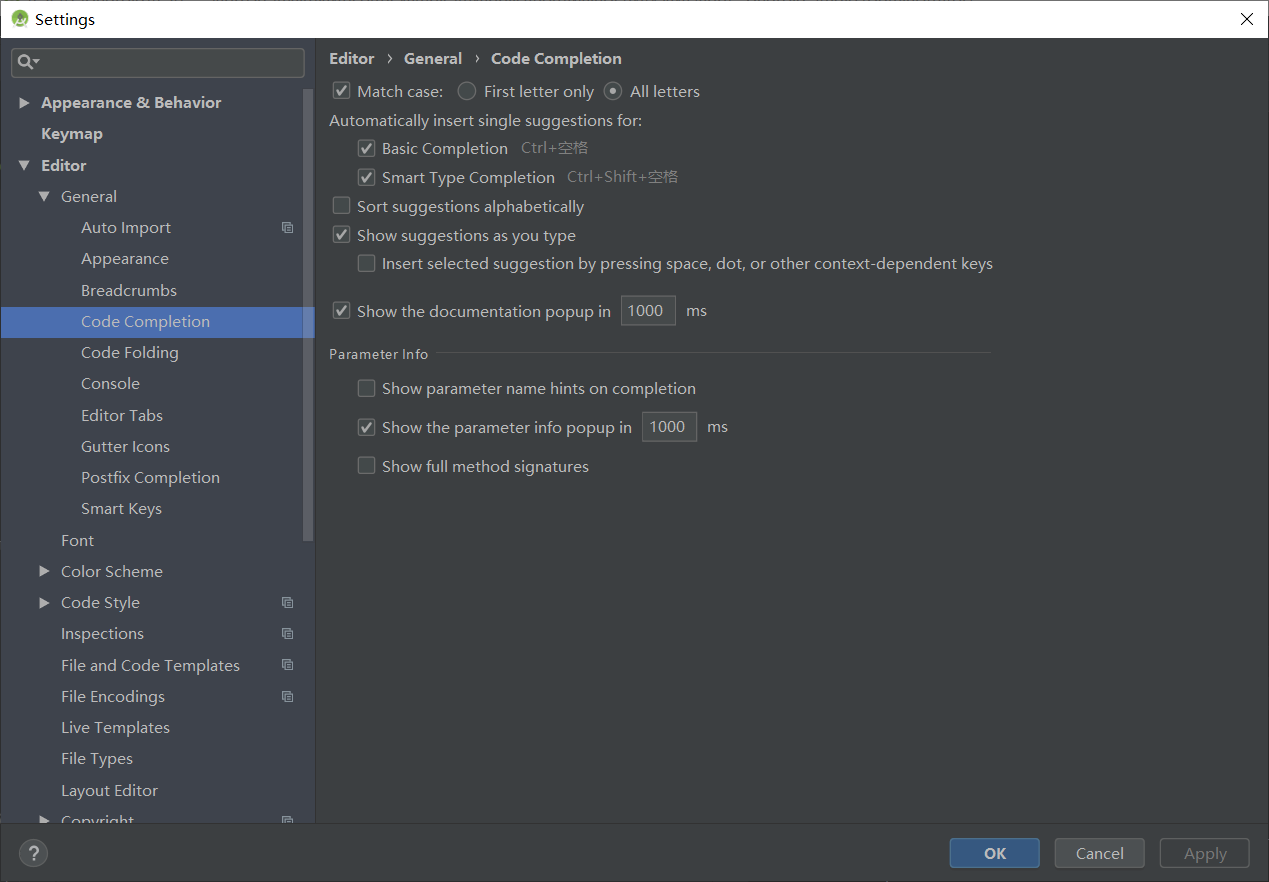 Settings
Editor › General › Code Completion
Match case: First letter only All letters
Automatically insert single suggestions for:
Basic Completion Ctrl+空格
Smart Type Completion Ctrl+Shift+空格
Sort suggestions alphabetically
Show suggestions as you type
Insert selected suggestion by pressing space, dot, or other context-dependent keys
Show the documentation popup in 1000 ms
Parameter Info
Show parameter name hints on completion
Show the parameter info popup in 1000 ms
Show full method signatures
Appearance & Behavior
Keymap
Editor
General
Auto Import
Appearance
Breadcrumbs
Code Completion
Code Folding
Console
Editor Tabs
Gutter Icons
Postfix Completion
Smart Keys
Font
Color Scheme
Code Style
Inspections
File and Code Templates
File Encodings
Live Templates
File Types
Layout Editor
Copyright
?
OK Cancel Apply